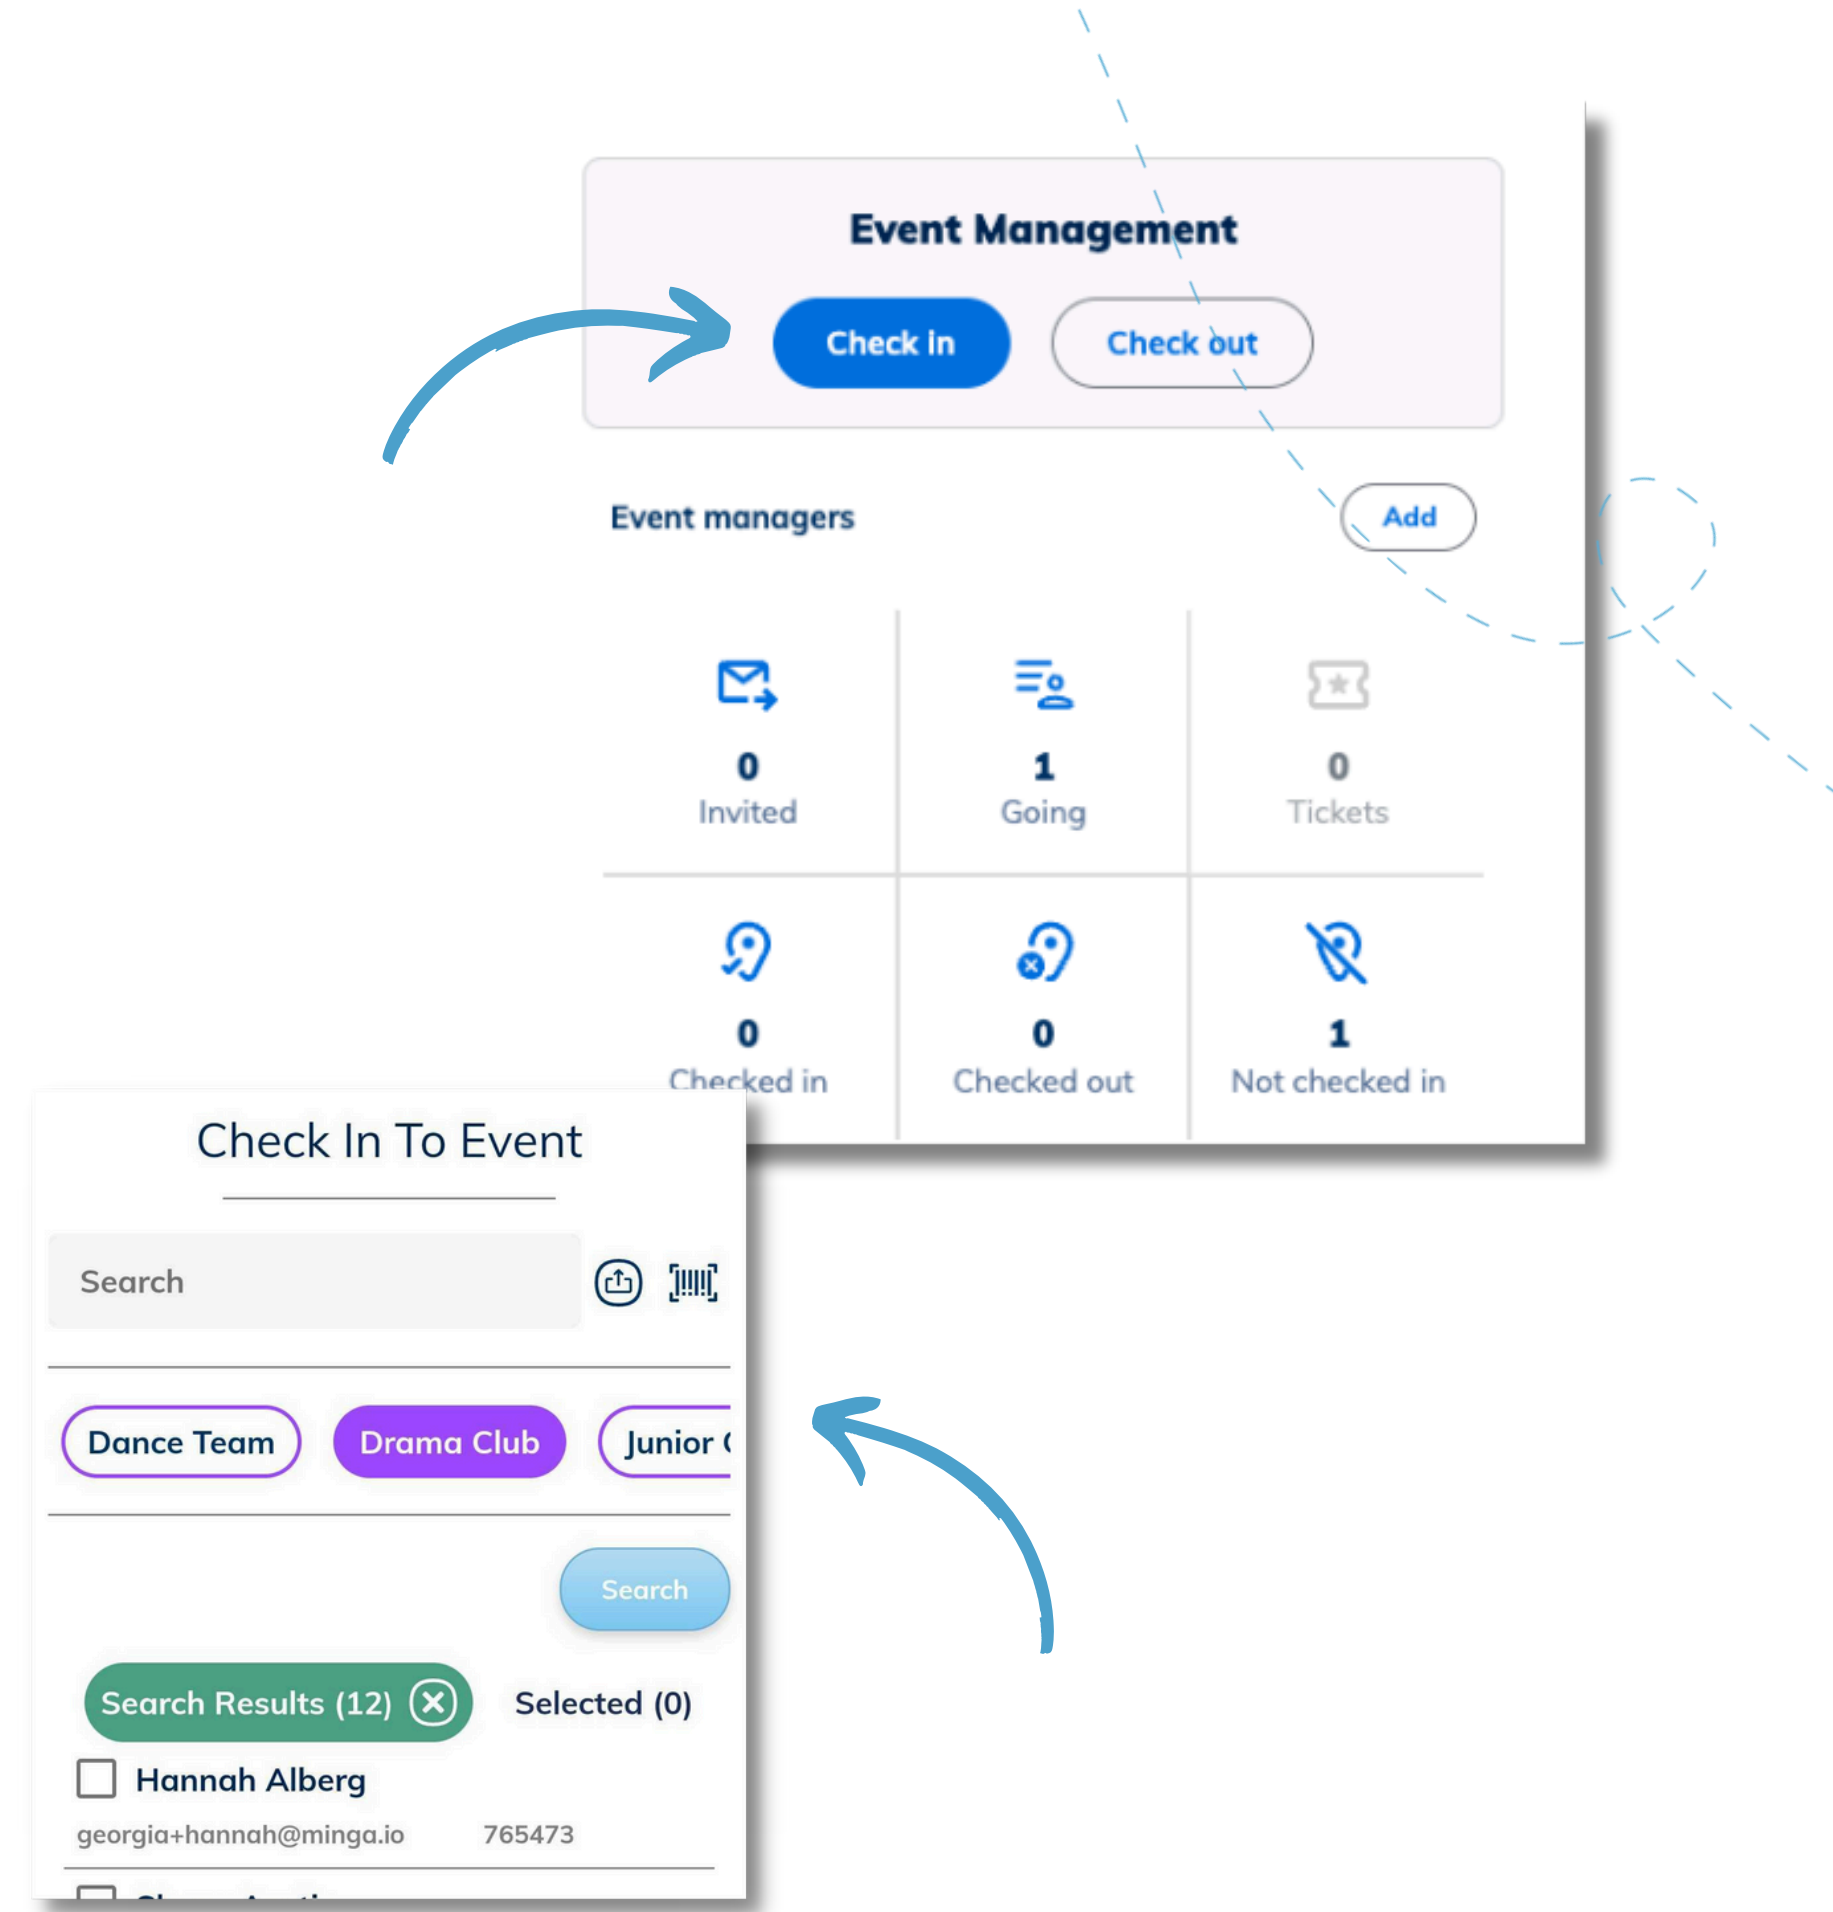 Event Management
Check in Check out
Event managers Add
0 1 0
Invited Going Tickets
0 0 1
Checked in Checked out Not checked in
Check In To Event
Search
Dance Team Drama Club Junior
Search
Search Results (12) Selected (0)
Hannah Alberg
georgia+hannah@minga.io 765473